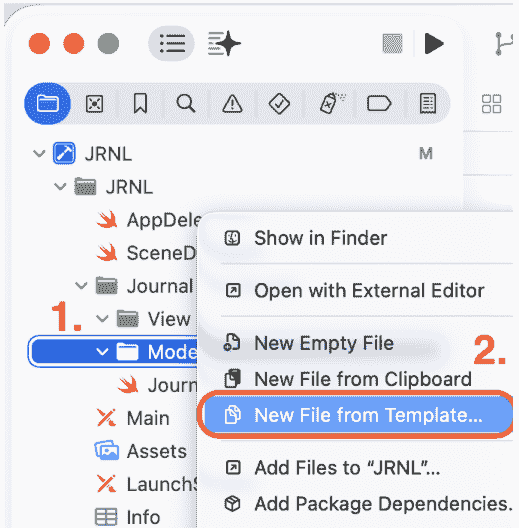 JRNL
M
JRNL
AppDele
SceneD
Journal
1.
View
Mode
Journ
Main
Assets
LaunchS
Info
Show in Finder
Open with External Editor
New Empty File
2.
New File from Clipboard
New File from Template...
Add Files to “JRNL”...
Add Package Dependencies.